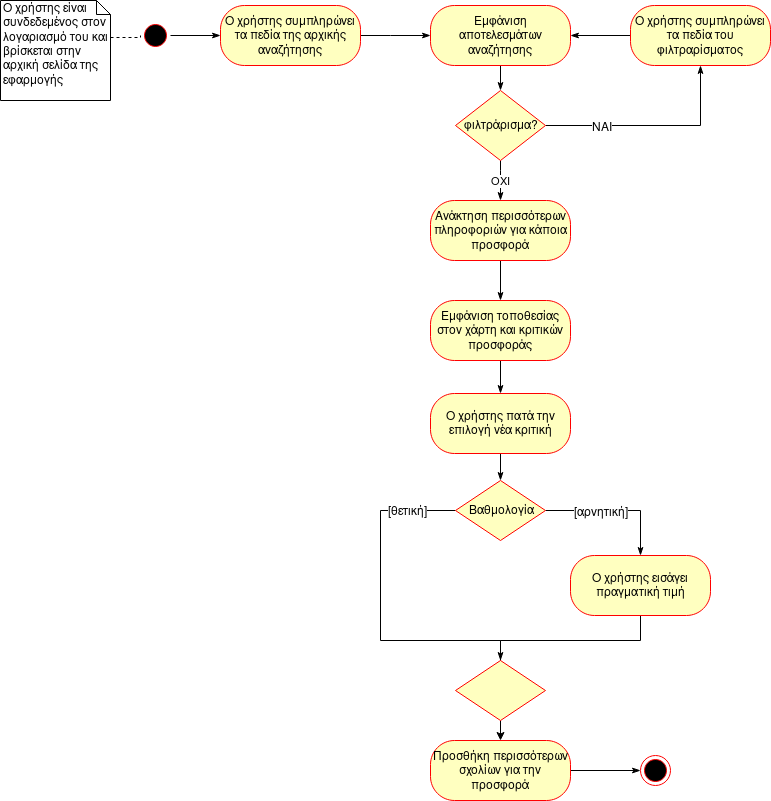 Ο χρήστης είναι
συνδεδεμένος στον
λογαριασμό του και
βρίσκεται στην
αρχική σελίδα της
εφαρμογής
Ο χρήστης συμπληρώνει
τα πεδία της αρχικής
αναζήτησης
Εμφάνιση
αποτελεσμάτων
αναζήτησης
Ο χρήστης συμπληρώνει
τα πεδία του
φιλτραρίσματος
φιλτράρισμα?
ΝΑΙ
ΟΧΙ
Ανάκτηση περισσότερων
πληροφοριών για κάποια
προσφορά
Εμφάνιση τοποθεσίας
στον χάρτη και κριτικών
προσφοράς
Ο χρήστης πατά την
επιλογή νέα κριτική
Βαθμολογία
[θετική]
[αρνητική]
Ο χρήστης εισάγει
πραγματική τιμή
Προσθήκη περισσότερων
σχολίων για την
προσφορά